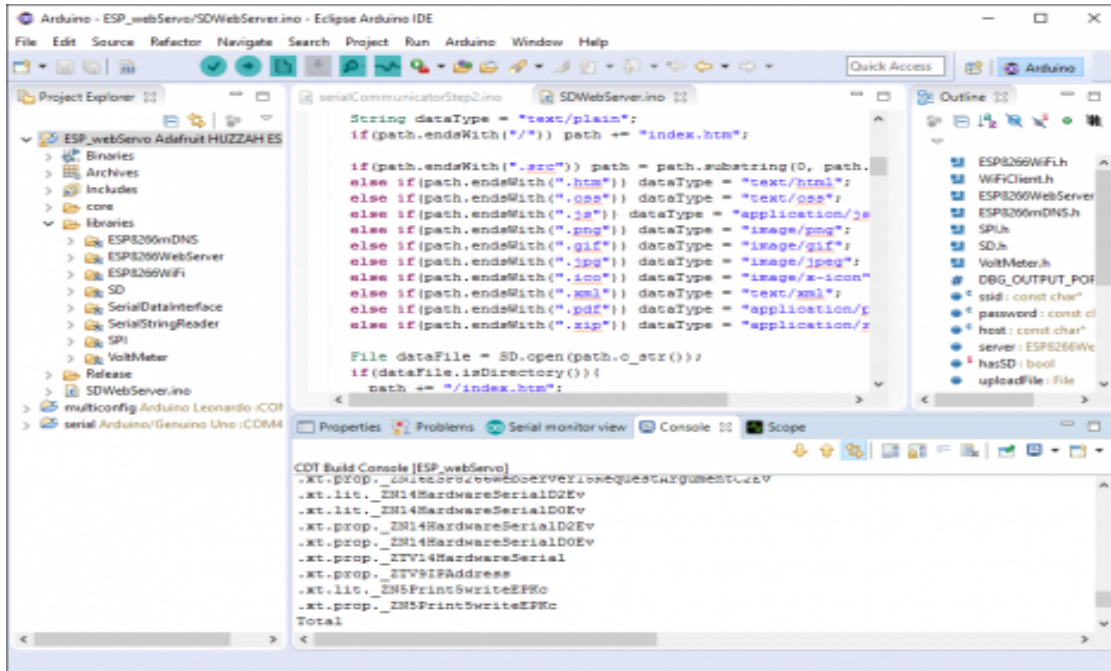 Arduino - ESP_webServo/SDWebServer.ino - Eclipse Arduino IDE
File Edit Source Refactor Navigate Search Project Run Arduino Window Help
Quick Access
Arduino
Project Explorer
ESP_webServo Adafruit HUZZAH ES
Binaries
Archives
Includes
core
libraries
ESP8266mDNS
ESP8266WebServer
ESP8266WiFi
SD
SerialDataInterface
SerialStringReader
SPI
VoltMeter
Release
SDWebServer.ino
multiconfig Arduino Leonardo :COM
serial Arduino/Genuino Uno :COM4
serialCommunicatorStep2.ino
SDWebServer.ino
String dataType = "text/plain";
if(path.endsWith("/")) path += "index.htm";
if(path.endsWith(".src")) path = path.substring(0, path.
else if(path.endsWith(".htm")) dataType = "text/html";
else if(path.endsWith(".css")) dataType = "text/css";
else if(path.endsWith(".js")) dataType = "application/ja
else if(path.endsWith(".png")) dataType = "image/png";
else if(path.endsWith(".gif")) dataType = "image/gif";
else if(path.endsWith(".jpg")) dataType = "image/jpeg";
else if(path.endsWith(".ico")) dataType = "image/x-icon"
else if(path.endsWith(".xml")) dataType = "text/xml";
else if(path.endsWith(".pdf")) dataType = "application/p
else if(path.endsWith(".zip")) dataType = "application/z
File dataFile = SD.open(path.c_str());
if(dataFile.isDirectory()){
path += "/index.htm";
Outline
ESP8266WiFi.h
WiFiClient.h
ESP8266WebServer
ESP8266mDNS.h
SPI.h
SD.h
VoltMeter.h
DBG_OUTPUT_POR
ssid : const char*
password : const cl
host : const char*
server : ESP8266We
hasSD : bool
uploadFile : File
Properties Problems Serial monitor view Console Scope
CDT Build Console [ESP_webServo]
.xt.lit._ZN14HardwareSerialD2Ev
.xt.lit._ZN14HardwareSerialD0Ev
.xt.prop._ZN14HardwareSerialD2Ev
.xt.prop._ZN14HardwareSerialD0Ev
.xt.prop._ZTV14HardwareSerial
.xt.prop._ZTV9IPAddress
.xt.lit._ZN5Print5writeEPKc
.xt.prop._ZN5Print5writeEPKc
Total